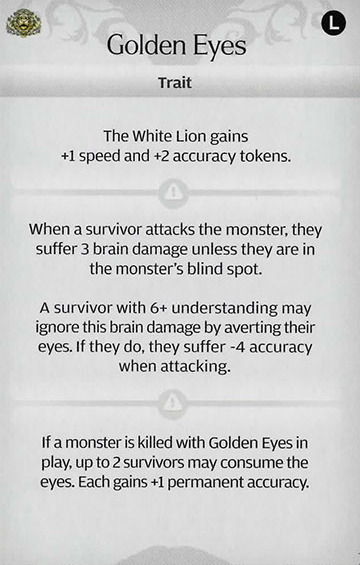 L
Golden Eyes
Trait
The White Lion gains
+1 speed and +2 accuracy tokens.
When a survivor attacks the monster, they
suffer 3 brain damage unless they are in
the monster's blind spot.
A survivor with 6+ understanding may
ignore this brain damage by averting their
eyes. If they do, they suffer -4 accuracy
when attacking.
If a monster is killed with Golden Eyes in
play, up to 2 survivors may consume the
eyes. Each gains +1 permanent accuracy.